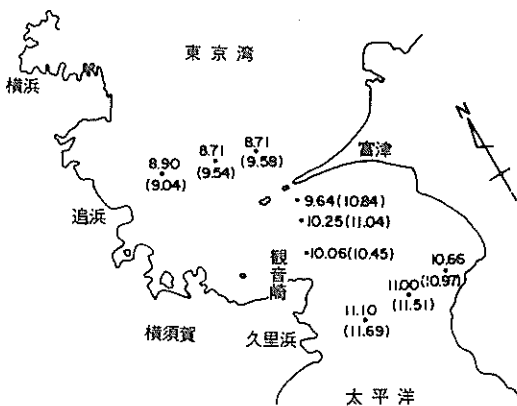 東京湾
横浜
N
8.90
(9.04)
8.71
(9.54)
8.71
(9.58)
富津
追浜
9.64(10.84)
10.25(11.04)
10.06(10.45)
観音崎
10.66
(10.97)
11.00
(11.51)
11.10
(11.69)
横須賀
久里浜
太平洋